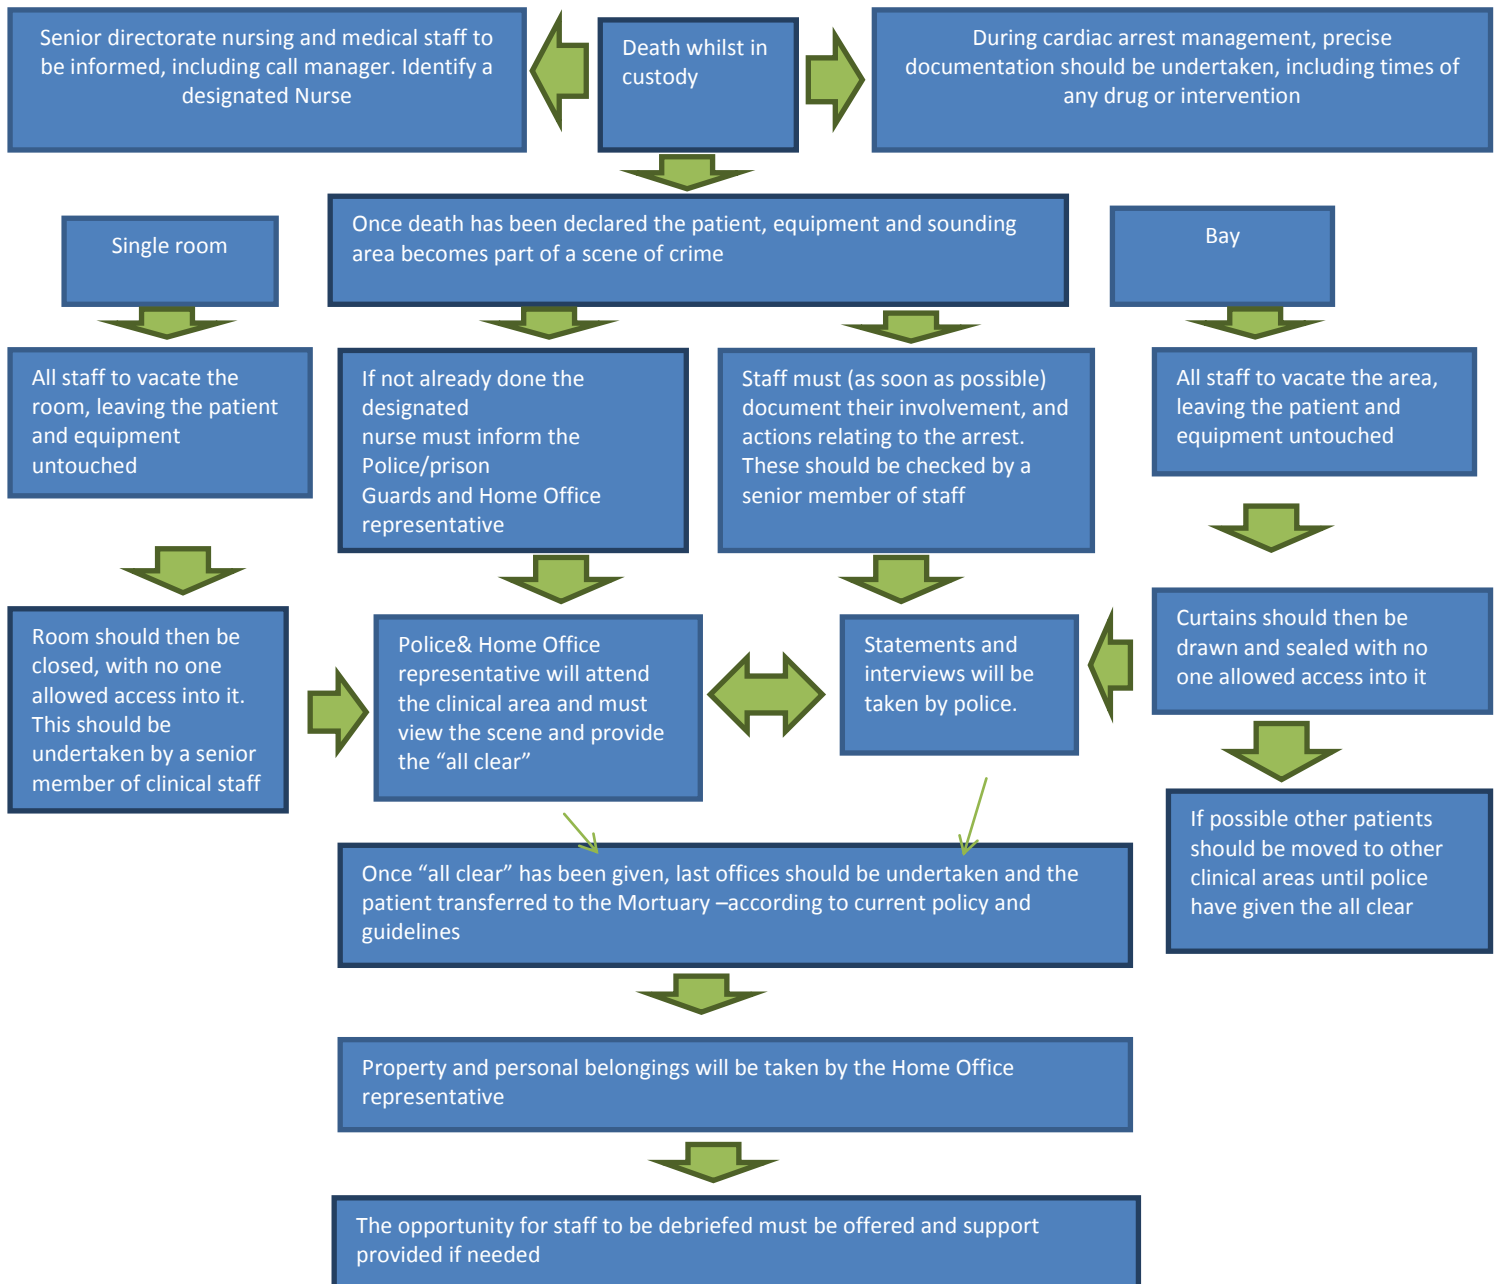 Senior directorate nursing and medical staff to
be informed, including call manager. Identify a
designated Nurse
Death whilst in
custody
During cardiac arrest management, precise
documentation should be undertaken, including times of
any drug or intervention
Single room
Once death has been declared the patient, equipment and sounding
area becomes part of a scene of crime
Bay
All staff to vacate the
room, leaving the patient
and equipment
untouched
If not already done the
designated
nurse must inform the
Police/prison
Guards and Home Office
representative
Staff must (as soon as possible)
document their involvement, and
actions relating to the arrest.
These should be checked by a
senior member of staff
All staff to vacate the area,
leaving the patient and
equipment untouched
Room should then be
closed, with no one
allowed access into it.
This should be
undertaken by a senior
member of clinical staff
Police& Home Office
representative will attend
the clinical area and must
view the scene and provide
the “all clear”
Statements and
interviews will be
taken by police.
Curtains should then be
drawn and sealed with no
one allowed access into it
If possible other patients
should be moved to other
clinical areas until police
have given the all clear
Once “all clear” has been given, last offices should be undertaken and the
patient transferred to the Mortuary –according to current policy and
guidelines
Property and personal belongings will be taken by the Home Office
representative
The opportunity for staff to be debriefed must be offered and support
provided if needed